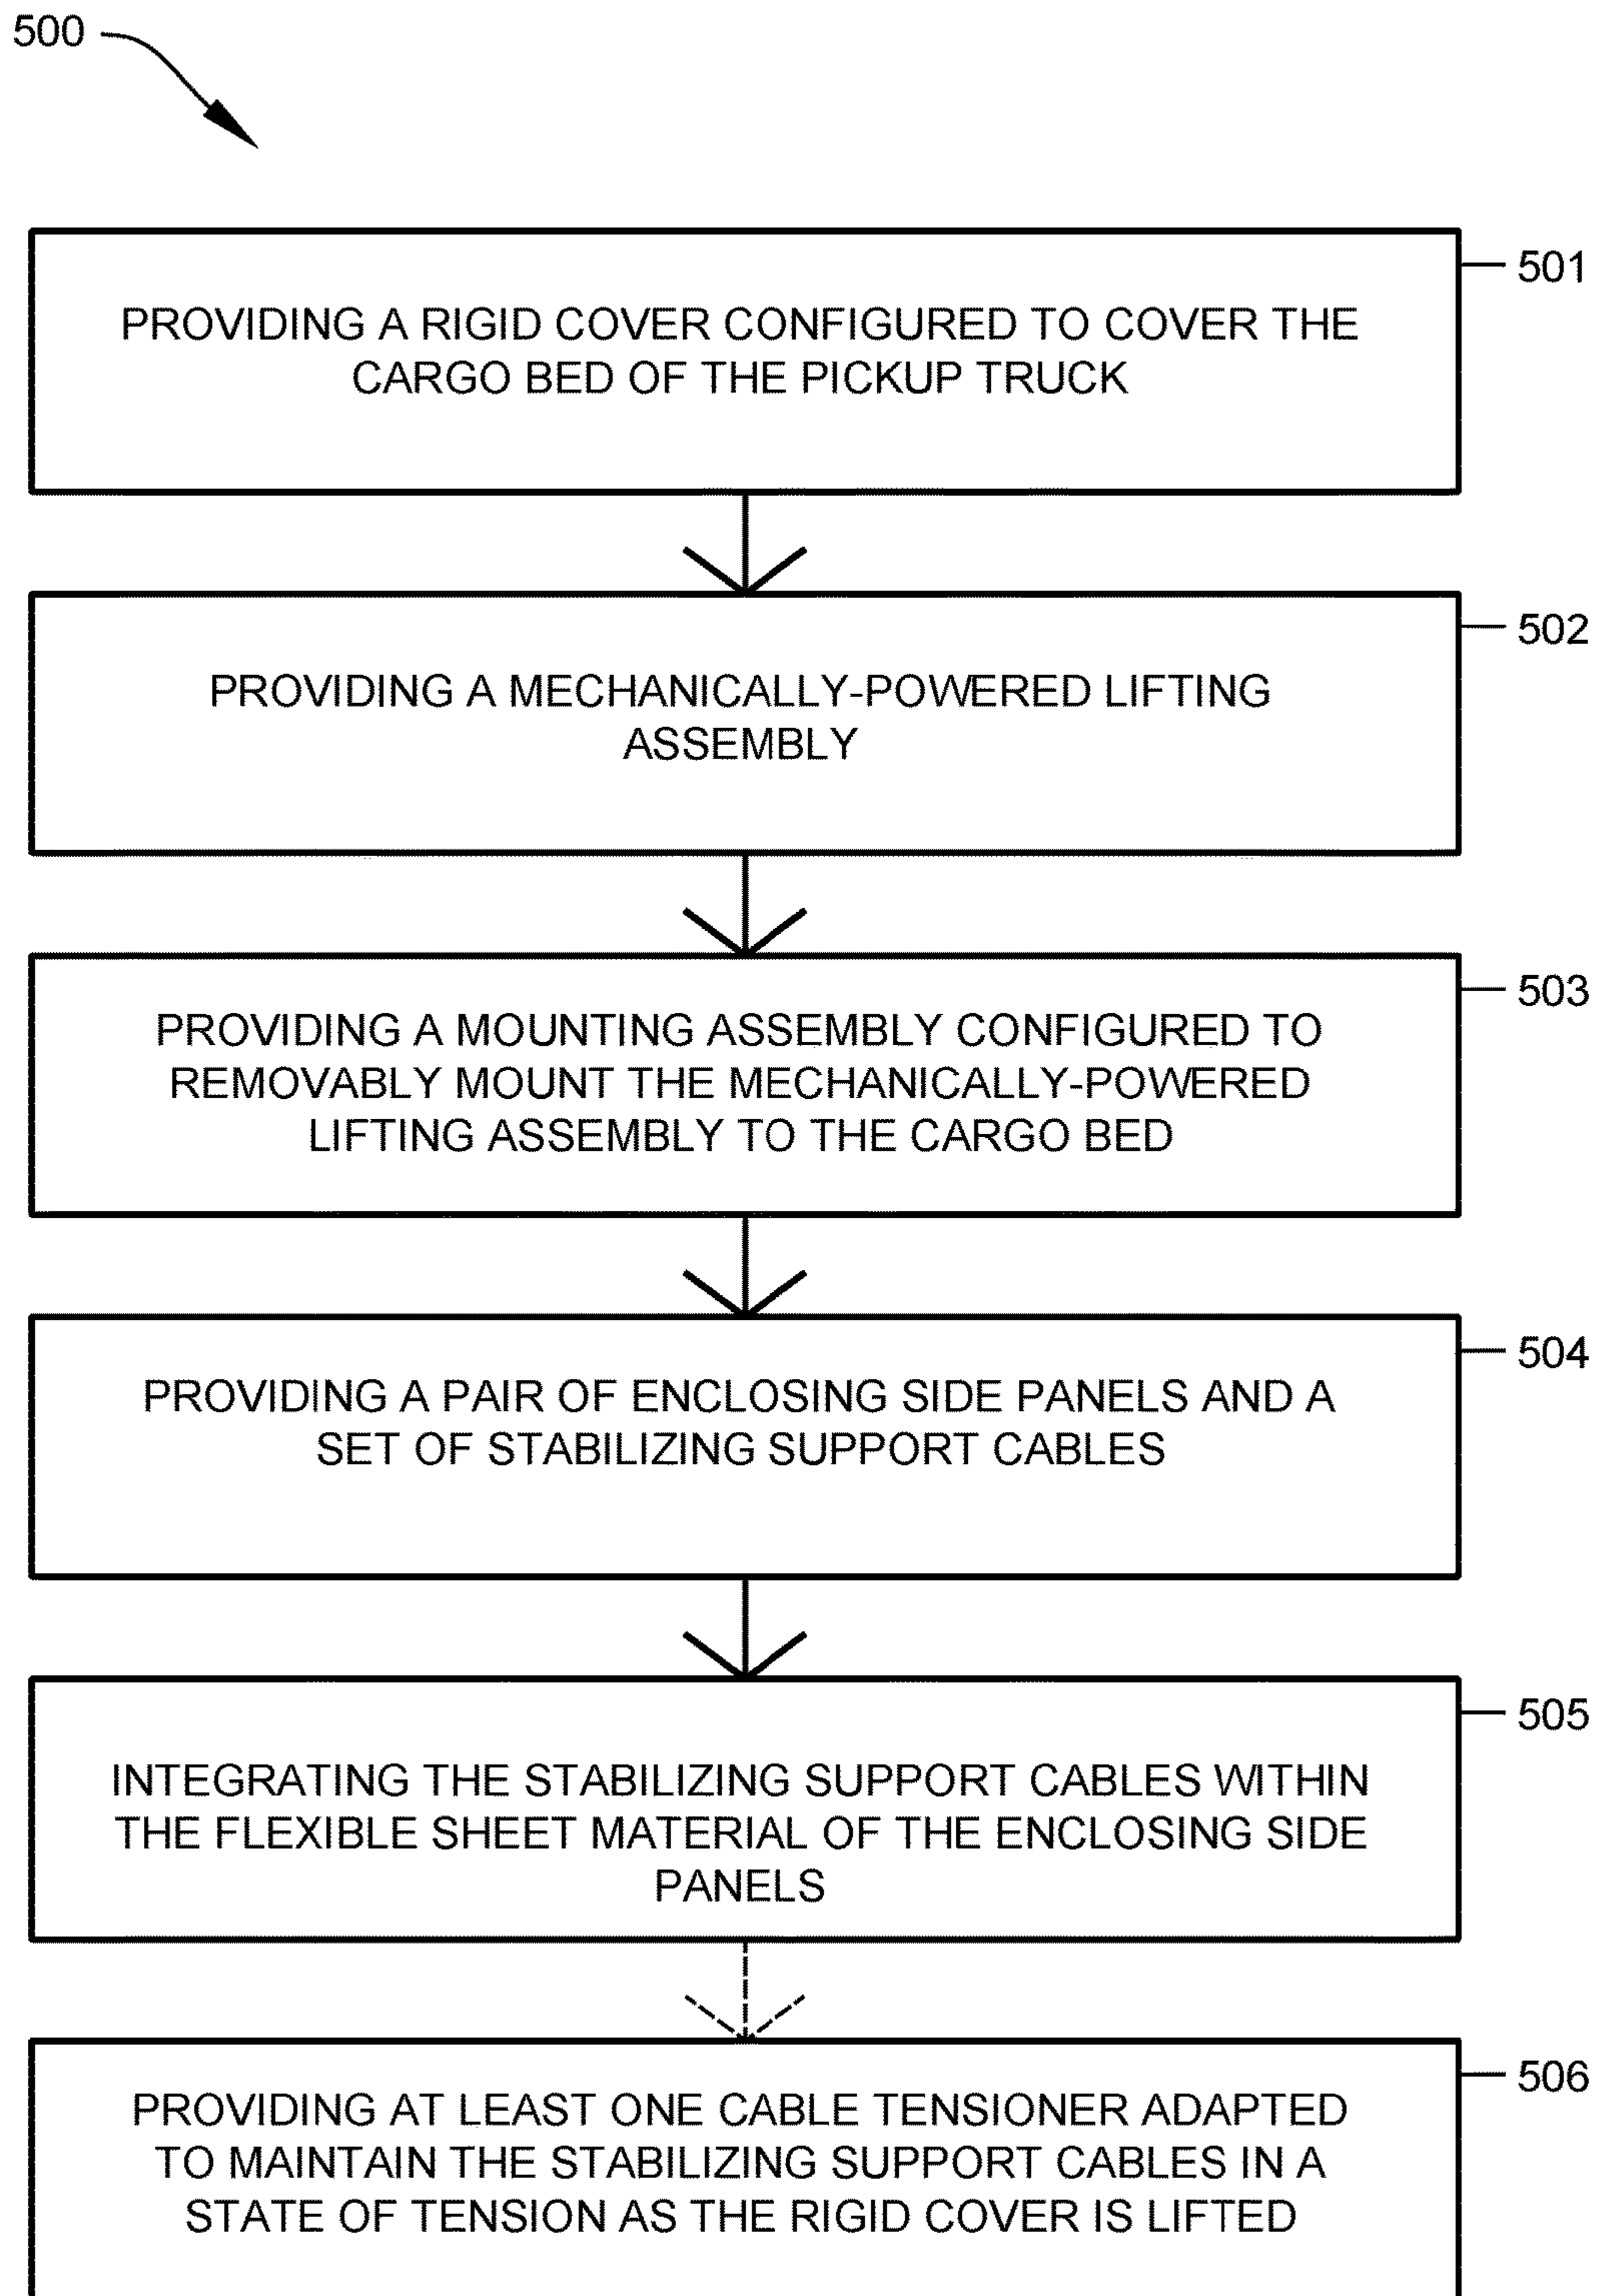 500
501
PROVIDING A RIGID COVER CONFIGURED TO COVER THE
CARGO BED OF THE PICKUP TRUCK
502
PROVIDING A MECHANICALLY-POWERED LIFTING
ASSEMBLY
503
PROVIDING A MOUNTING ASSEMBLY CONFIGURED TO
REMOVABLY MOUNT THE MECHANICALLY-POWERED
LIFTING ASSEMBLY TO THE CARGO BED
504
PROVIDING A PAIR OF ENCLOSING SIDE PANELS AND A
SET OF STABILIZING SUPPORT CABLES
505
INTEGRATING THE STABILIZING SUPPORT CABLES WITHIN
THE FLEXIBLE SHEET MATERIAL OF THE ENCLOSING SIDE
PANELS
506
PROVIDING AT LEAST ONE CABLE TENSIONER ADAPTED
TO MAINTAIN THE STABILIZING SUPPORT CABLES IN A
STATE OF TENSION AS THE RIGID COVER IS LIFTED